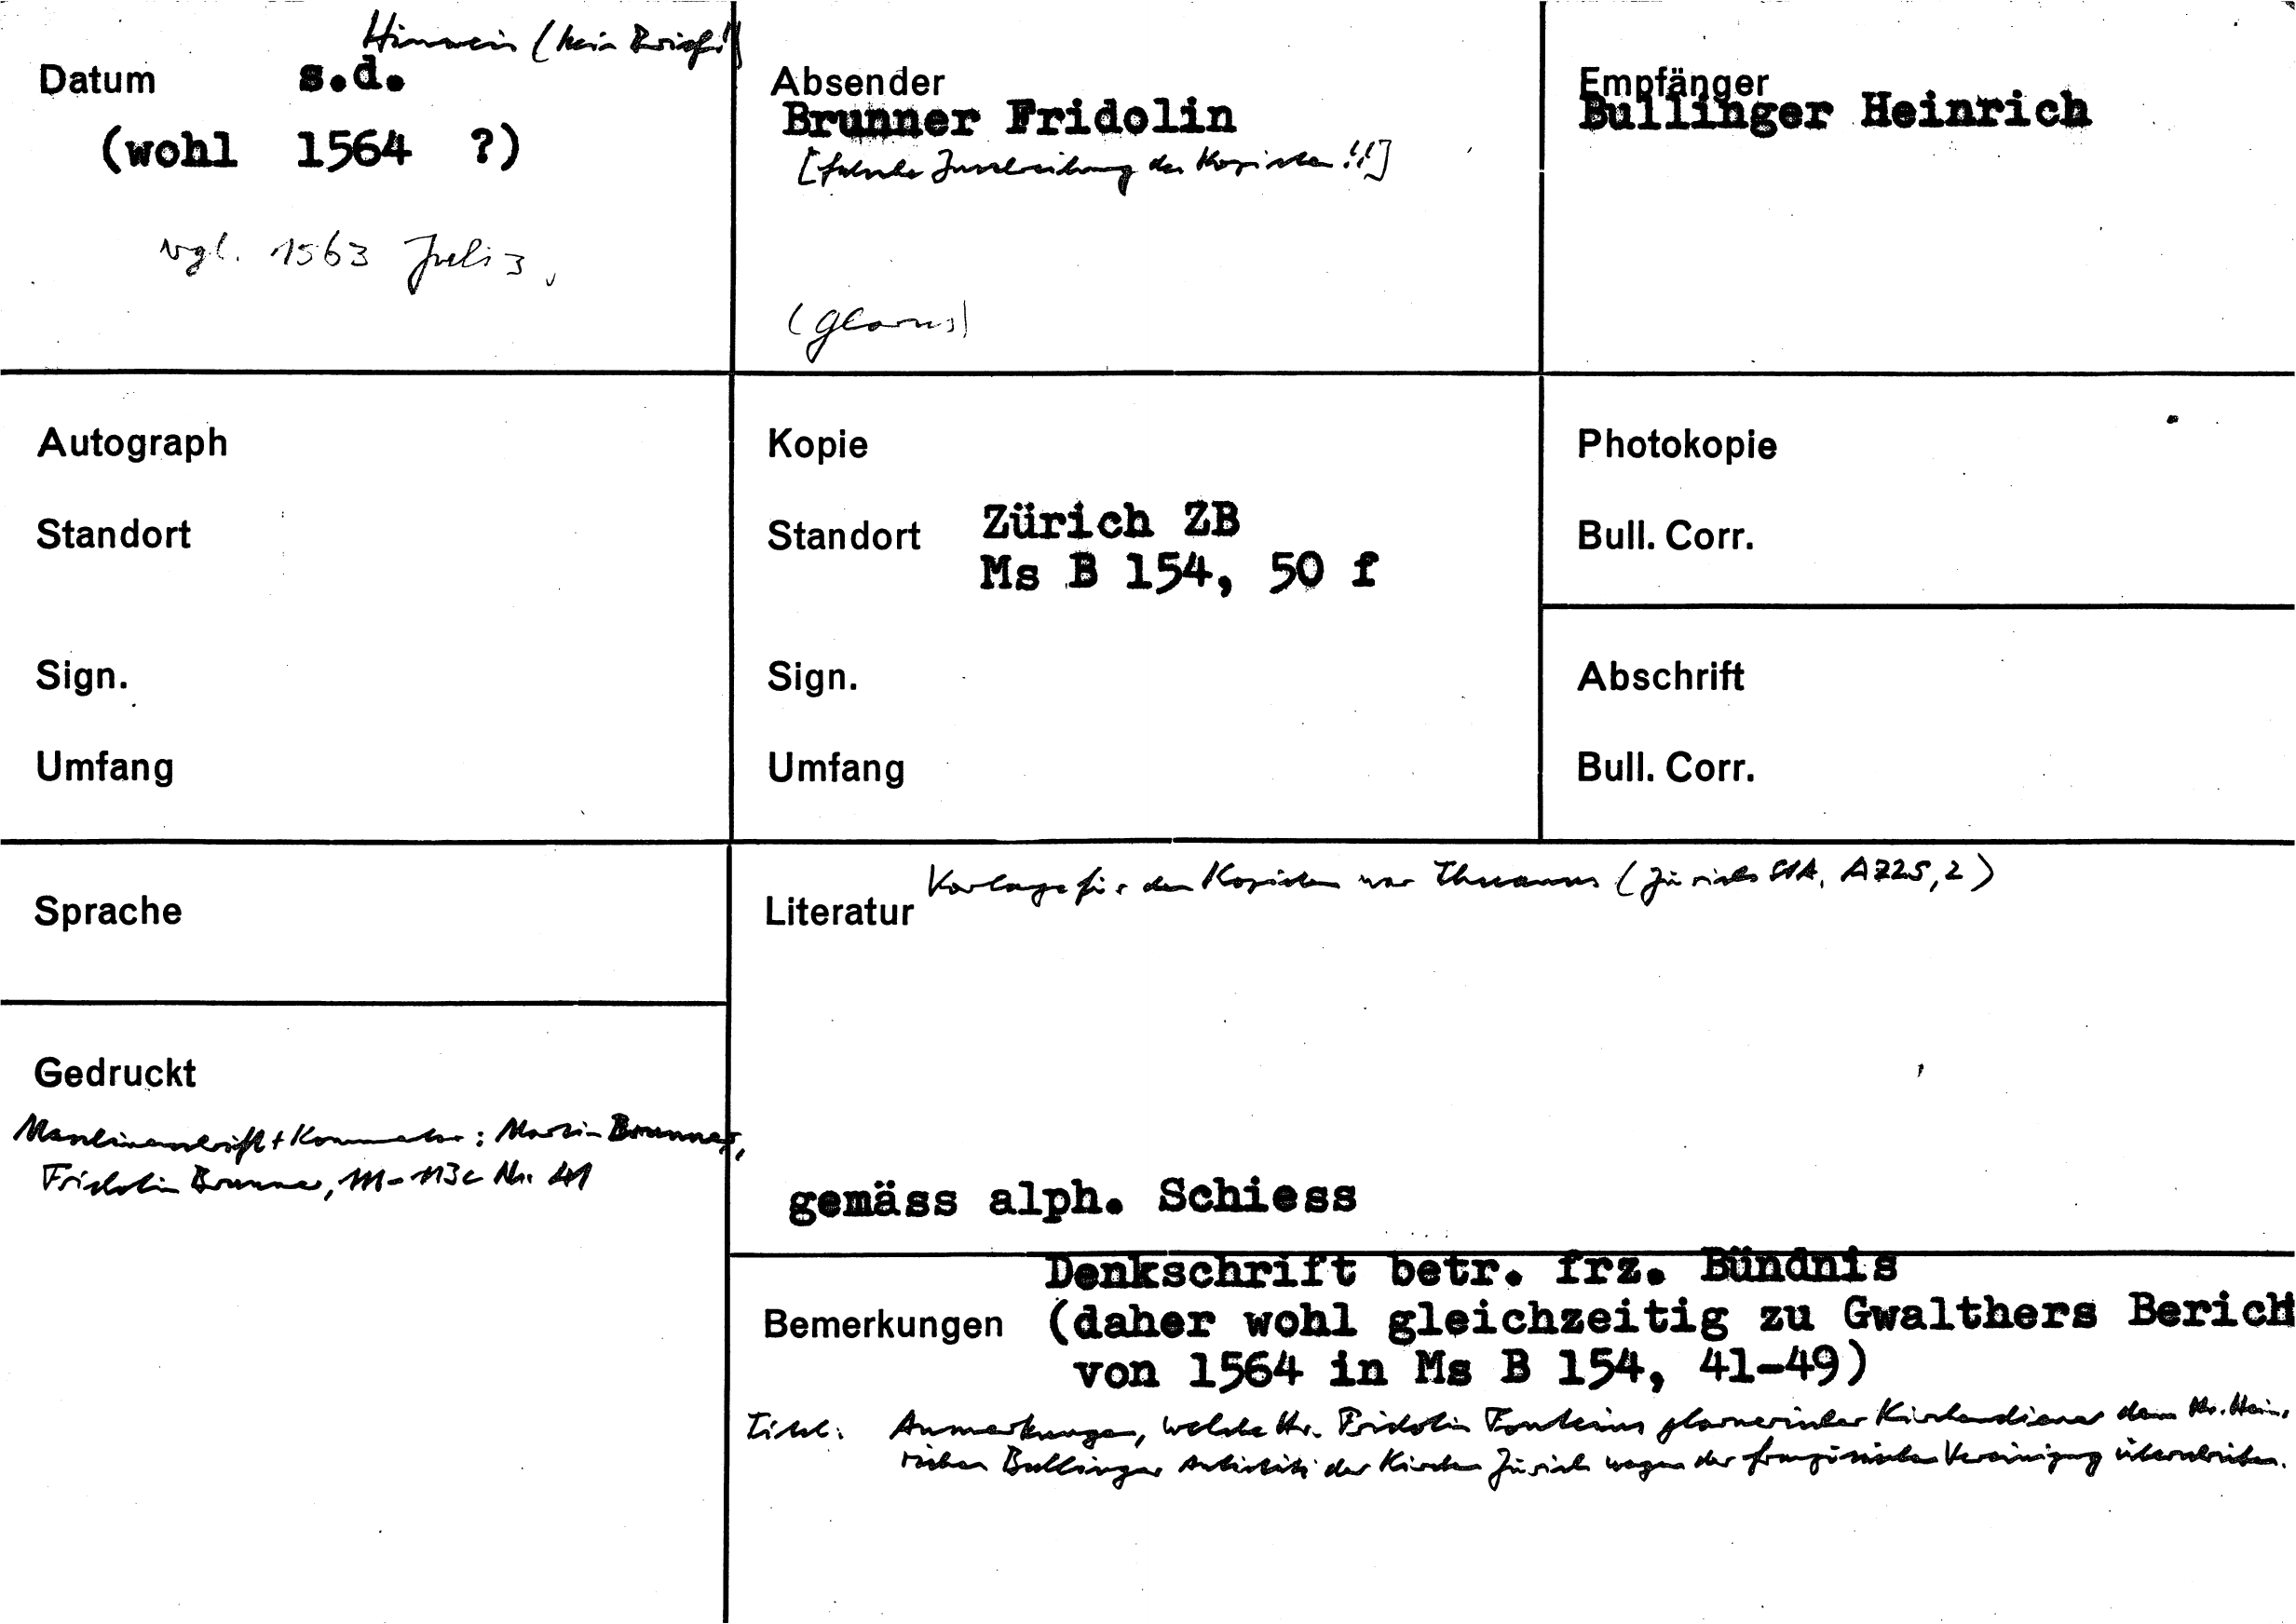 Hinweis (kein Brief!)
Datum s.d.
(wohl 1564 ?)
vgl. 1563 Juli 3.
Absender
Brunner Fridolin
[falsche Zuschreibung des Kopisten!!]
(Glarus)
Empfänger
Bullinger Heinrich
Autograph
Standort
Sign.
Umfang
Kopie
Standort Zürich ZB
Ms B 154, 50 f
Sign.
Umfang
Photokopie
Bull. Corr.
Abschrift
Bull. Corr.
Sprache
Gedruckt
Maschinenschrift + Kommentar: Martin Brunner,
Fridolin Brunner, Nr. 41
Vorlage für den Kopisten war (Zürich StA, A 225, 2)
Literatur
gemäss alph. Schiess
Denkschrift betr. frz. Bündnis
Bemerkungen (daher wohl gleichzeitig zu Gwalthers Berich
von 1564 in Ms B 154, 41-49)
Titel: Anmerkungen, welche Hr. Fridolin Fonteius glarnerischer Kirchendiener dem Hr. Hein-
richen Bullinger Antistiti der Kirchen Zürich wegen der französischen Vereinigung überschriben.